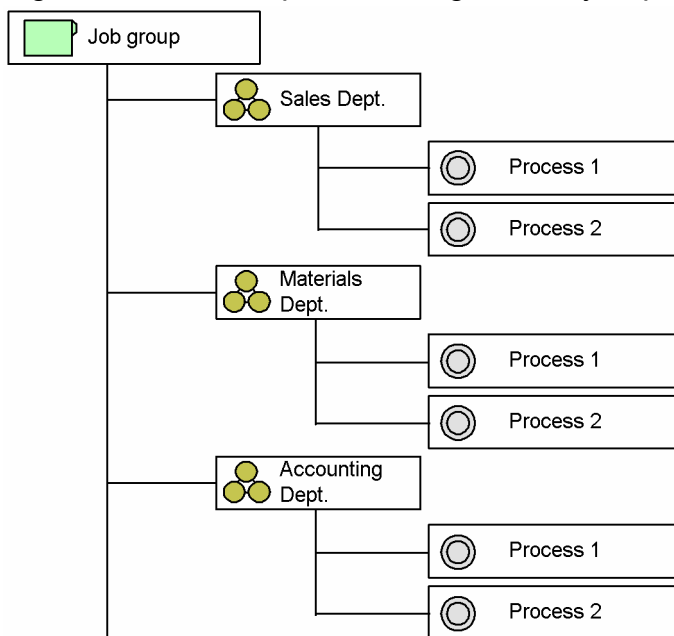 Job group
Sales Dept.
Process 1
Process 2
Materials
Dept.
Process 1
Process 2
Accounting
Dept.
Process 1
Process 2